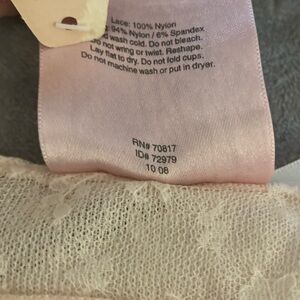 Lace: 100% Nylon
94% Nylon / 6% Spandex
wash cold. Do not bleach.
not wring or twist. Reshape.
Lay flat to dry. Do not fold cups.
Do not machine wash or put in dryer.
RN# 70817
ID# 72979
10 08